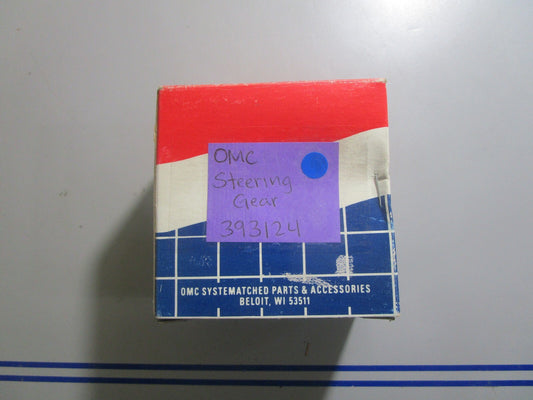 OMC
Steering
Gear
393124
OMC SYSTEMATCHED PARTS & ACCESSORIES
BELOIT, WI 53511